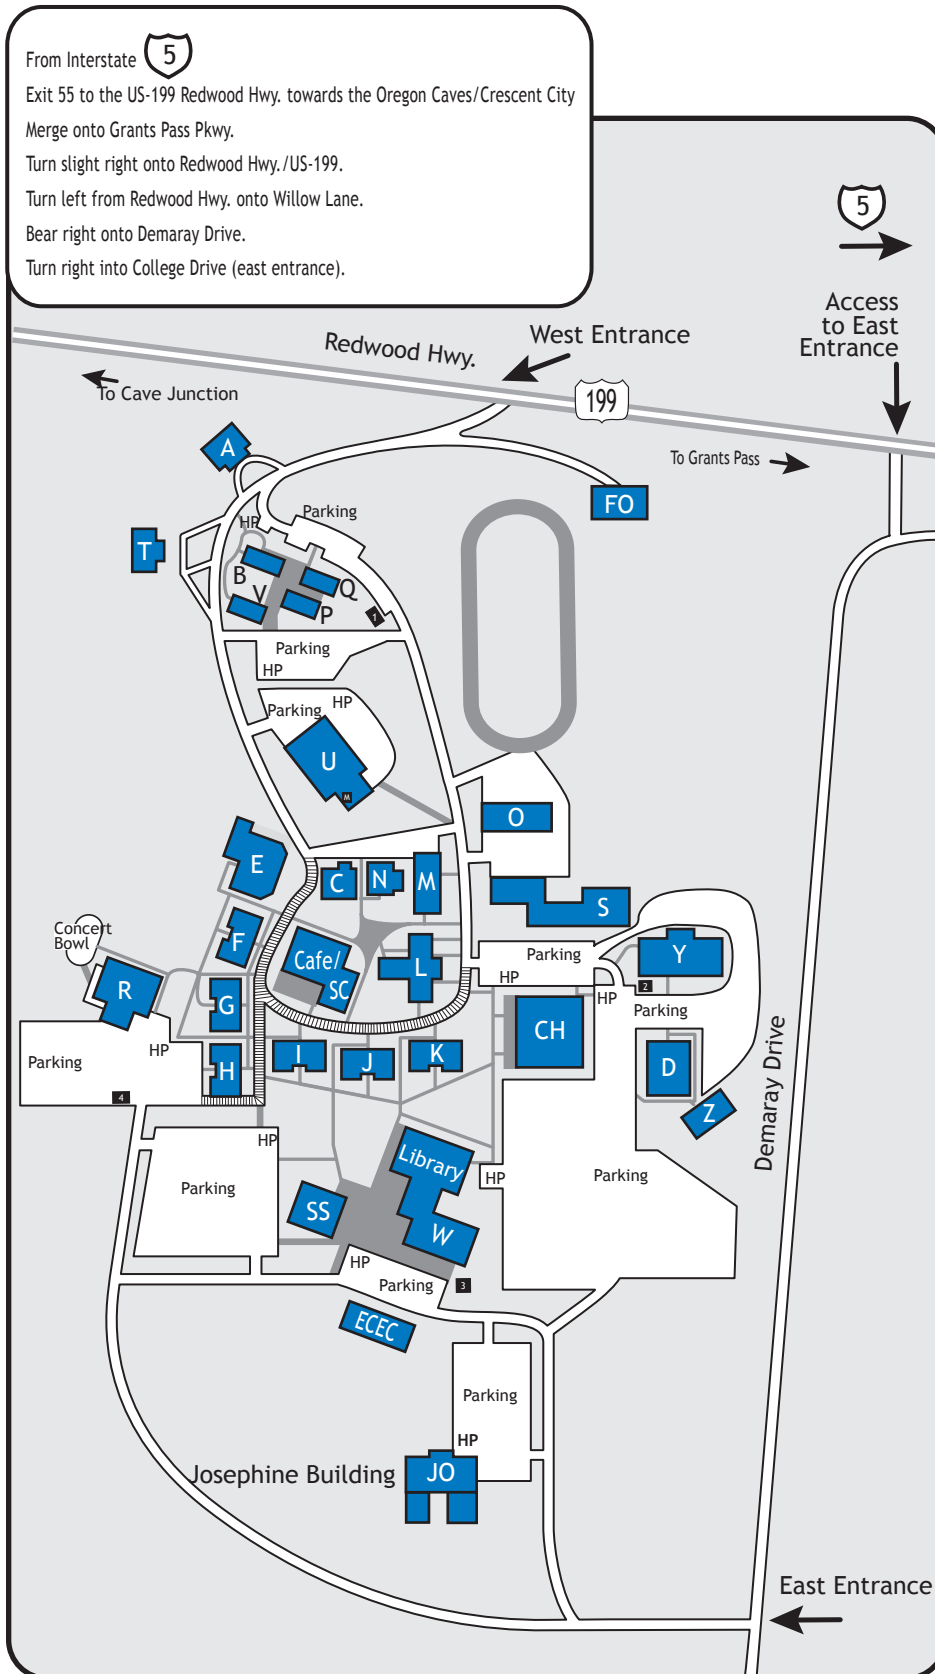 From Interstate 5
Exit 55 to the US-199 Redwood Hwy. towards the Oregon Caves/Crescent City
Merge onto Grants Pass Pkwy.
Turn slight right onto Redwood Hwy./US-199.
Turn left from Redwood Hwy. onto Willow Lane.
Bear right onto Demaray Drive.
Turn right into College Drive (east entrance).
5
Access
to East
Entrance
West Entrance
Redwood Hwy.
199
To Cave Junction
To Grants Pass
A
FO
HP
Parking
T
B
Q
V
P
1
Parking
HP
HP
Parking
U
M
O
E
C
N
M
S
Concert
Bowl
F
Cafe/
SC
L
Parking
HP
Y
2
HP
Parking
R
G
CH
Parking
HP
H
I
J
K
D
Z
4
Demaray Drive
HP
Parking
Library
HP
Parking
SS
W
HP
Parking
3
ECEC
Parking
HP
Josephine Building
JO
East Entrance